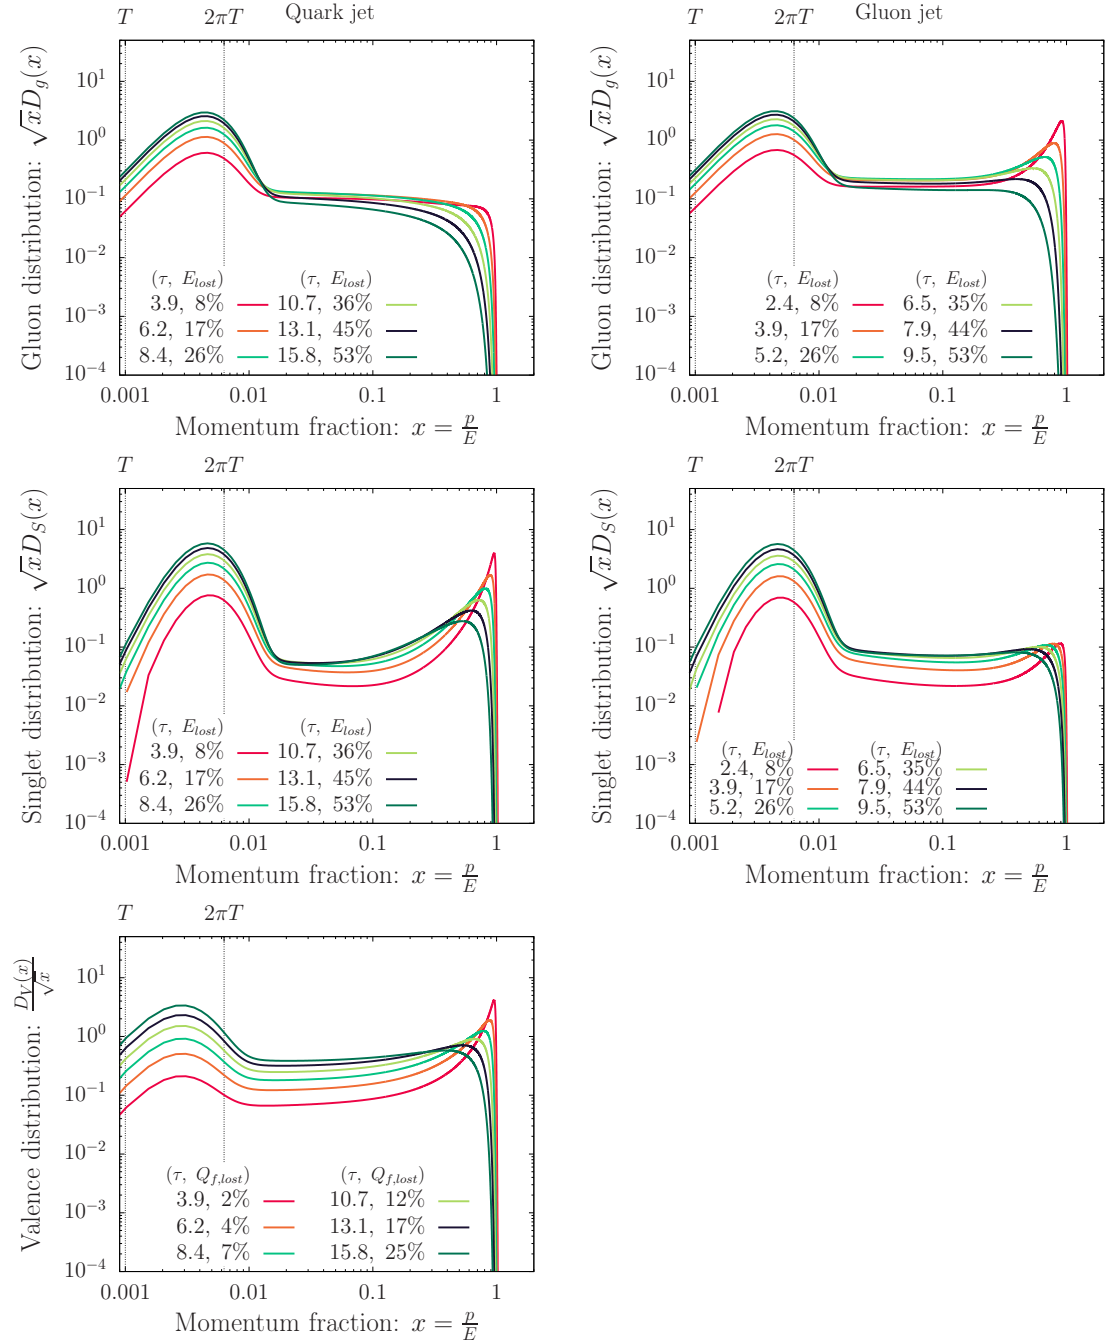 T 2πT Quark jet
Gluon distribution: √xD_g(x)
10^1
10^0
10^−1
10^−2
10^−3
10^−4
(τ, E_lost) (τ, E_lost)
3.9, 8% 10.7, 36%
6.2, 17% 13.1, 45%
8.4, 26% 15.8, 53%
0.001 0.01 0.1 1
Momentum fraction: x = p/E
T 2πT Gluon jet
Gluon distribution: √xD_g(x)
10^1
10^0
10^−1
10^−2
10^−3
10^−4
(τ, E_lost) (τ, E_lost)
2.4, 8% 6.5, 35%
3.9, 17% 7.9, 44%
5.2, 26% 9.5, 53%
0.001 0.01 0.1 1
Momentum fraction: x = p/E
T 2πT
Singlet distribution: √xD_S(x)
10^1
10^0
10^−1
10^−2
10^−3
10^−4
(τ, E_lost) (τ, E_lost)
3.9, 8% 10.7, 36%
6.2, 17% 13.1, 45%
8.4, 26% 15.8, 53%
0.001 0.01 0.1 1
Momentum fraction: x = p/E
T 2πT
Singlet distribution: √xD_S(x)
10^1
10^0
10^−1
10^−2
10^−3
10^−4
(τ, E_lost) (τ, E_lost)
2.4, 8% 6.5, 35%
3.9, 17% 7.9, 44%
5.2, 26% 9.5, 53%
0.001 0.01 0.1 1
Momentum fraction: x = p/E
T 2πT
Valence distribution: D_V(x)/√x
10^1
10^0
10^−1
10^−2
10^−3
10^−4
(τ, Q_f,lost) (τ, Q_f,lost)
3.9, 2% 10.7, 12%
6.2, 4% 13.1, 17%
8.4, 7% 15.8, 25%
0.001 0.01 0.1 1
Momentum fraction: x = p/E